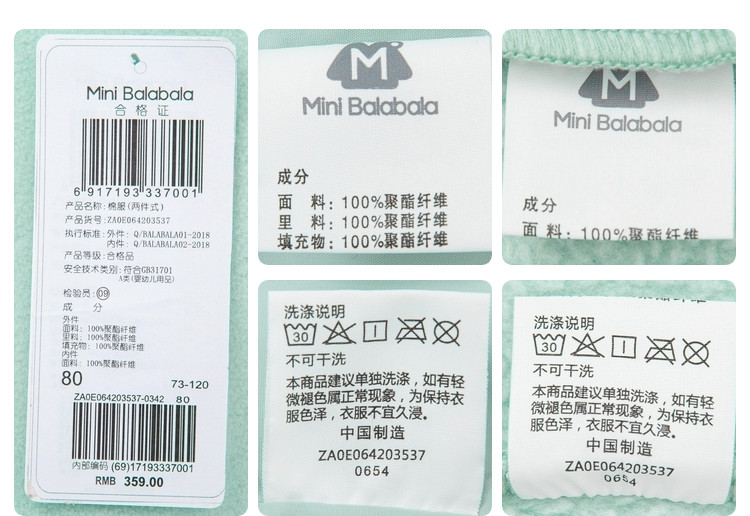 Mini Balabala
合格证
6 917193 337001
产品名称: 棉服(两件式)
产品货号: ZA0E064203537
执行标准: 外件: Q/BALABALA01-2018
内件: Q/BALABALA02-2018
产品等级: 合格品
安全技术类别: 符合GB31701
A类(婴幼儿用品)
检验员: 09
成 分
外件
面料: 100%聚酯纤维
里料: 100%聚酯纤维
填充物: 100%聚酯纤维
内件
面料: 100%聚酯纤维
80 73-120
ZA0E064203537-0342 80
内部编码 (69)17193337001
RMB 359.00
M
Mini Balabala
成分
面 料: 100%聚酯纤维
里 料: 100%聚酯纤维
填充物: 100%聚酯纤维
M
Mini Balabala
成分
面 料: 100%聚酯纤维
洗涤说明
30
不可干洗
本商品建议单独洗涤，如有轻
微褪色属正常现象，为保持衣
服色泽，衣服不宜久浸。
中国制造
ZA0E064203537
0654
洗涤说明
30
不可干洗
本商品建议单独洗涤，如有轻
微褪色属正常现象，为保持衣
服色泽，衣服不宜久浸。
中国制造
ZA0E064203537
0654